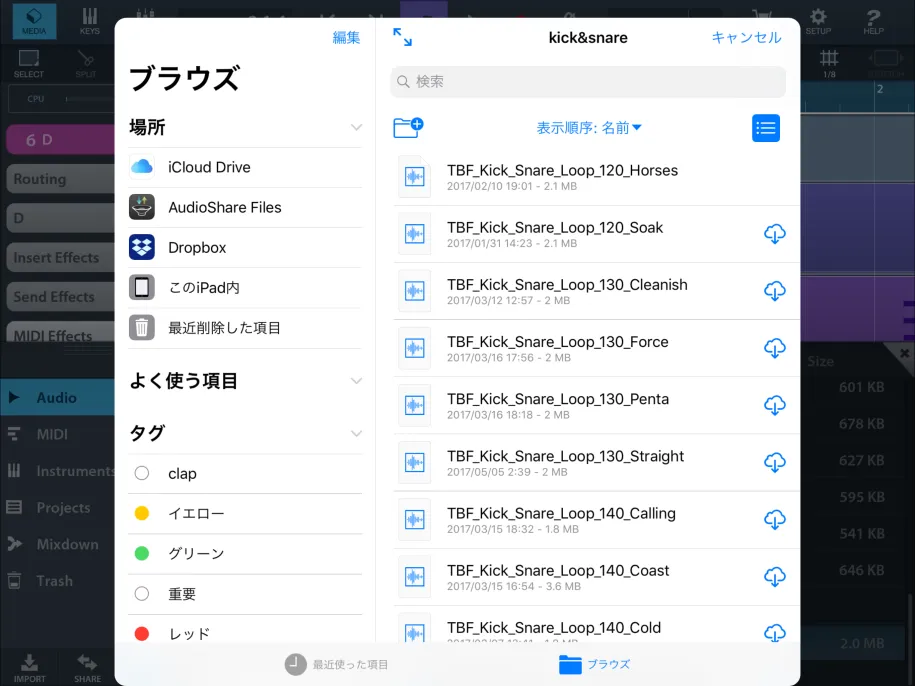 MEDIA
KEYS
SETUP
HELP
SELECT
SPLIT
1/8
CPU
2
6 D
Routing
D
Insert Effects
Send Effects
MIDI Effects
Audio
MIDI
Instruments
Projects
Mixdown
Trash
IMPORT
SHARE
編集
ブラウズ
場所
iCloud Drive
AudioShare Files
Dropbox
このiPad内
最近削除した項目
よく使う項目
タグ
clap
イエロー
グリーン
重要
レッド
kick&snare
キャンセル
検索
表示順序: 名前
TBF_Kick_Snare_Loop_120_Horses
2017/02/10 19:01 - 2.1 MB
TBF_Kick_Snare_Loop_120_Soak
2017/01/31 14:23 - 2.1 MB
TBF_Kick_Snare_Loop_130_Cleanish
2017/03/12 12:57 - 2 MB
TBF_Kick_Snare_Loop_130_Force
2017/03/16 17:56 - 2 MB
TBF_Kick_Snare_Loop_130_Penta
2017/03/16 18:18 - 2 MB
TBF_Kick_Snare_Loop_130_Straight
2017/05/05 2:39 - 2 MB
TBF_Kick_Snare_Loop_140_Calling
2017/03/15 18:32 - 1.8 MB
TBF_Kick_Snare_Loop_140_Coast
2017/03/15 16:54 - 3.6 MB
TBF_Kick_Snare_Loop_140_Cold
最近使った項目
ブラウズ
Size
601 KB
678 KB
627 KB
595 KB
541 KB
646 KB
2.0 MB